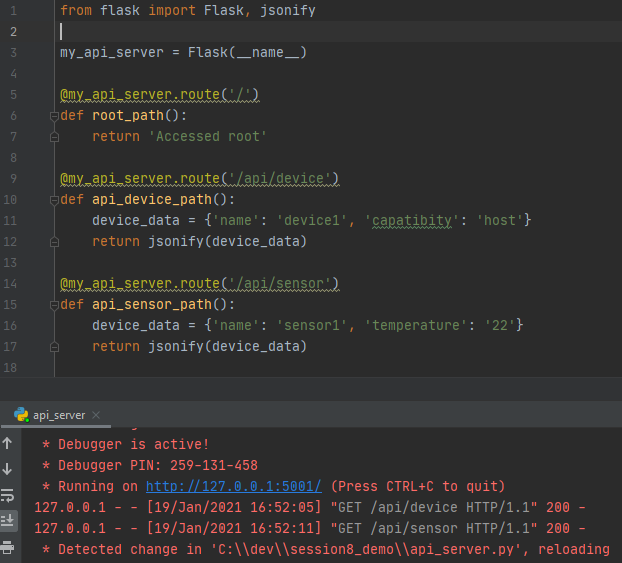 1 from flask import Flask, jsonify
2
3 my_api_server = Flask(__name__)
4
5 @my_api_server.route('/')
6 def root_path():
7     return 'Accessed root'
8
9 @my_api_server.route('/api/device')
10 def api_device_path():
11     device_data = {'name': 'device1', 'capatibity': 'host'}
12     return jsonify(device_data)
13
14 @my_api_server.route('/api/sensor')
15 def api_sensor_path():
16     device_data = {'name': 'sensor1', 'temperature': '22'}
17     return jsonify(device_data)
18
api_server ×
* Debugger is active!
* Debugger PIN: 259-131-458
* Running on http://127.0.0.1:5001/ (Press CTRL+C to quit)
127.0.0.1 - - [19/Jan/2021 16:52:05] "GET /api/device HTTP/1.1" 200 -
127.0.0.1 - - [19/Jan/2021 16:52:11] "GET /api/sensor HTTP/1.1" 200 -
* Detected change in 'C:\\dev\\session8_demo\\api_server.py', reloading